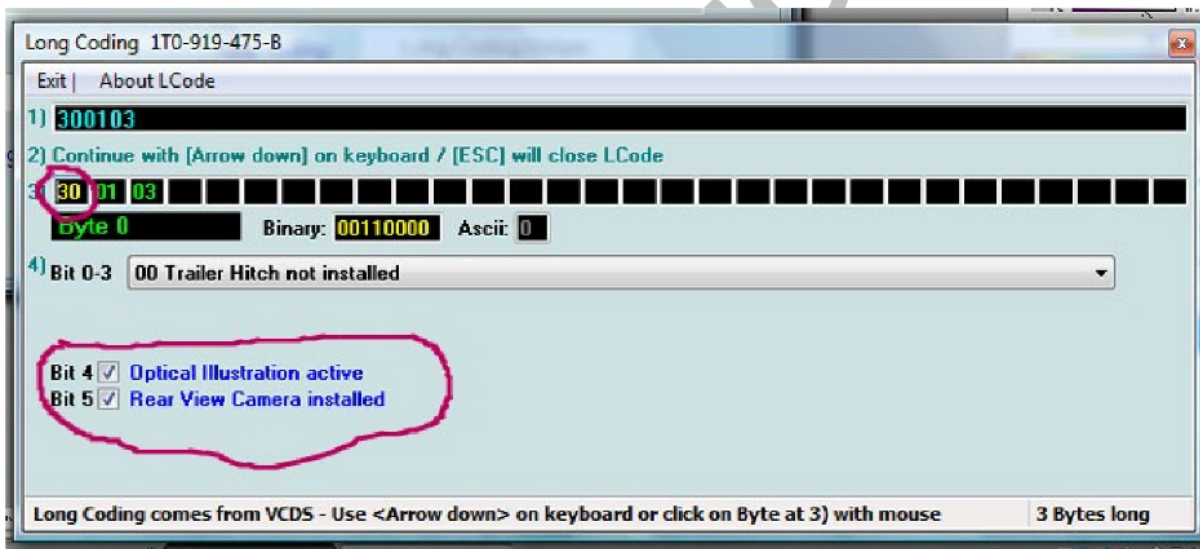 Long Coding 1T0-919-475-B
Exit | About LCode
1) 300103
2) Continue with [Arrow down] on keyboard / [ESC] will close LCode
3) 30 01 03
Byte 0 Binary: 00110000 Ascii: 0
4) Bit 0-3 00 Trailer Hitch not installed
Bit 4 Optical Illustration active
Bit 5 Rear View Camera installed
Long Coding comes from VCDS - Use <Arrow down> on keyboard or click on Byte at 3) with mouse 3 Bytes long